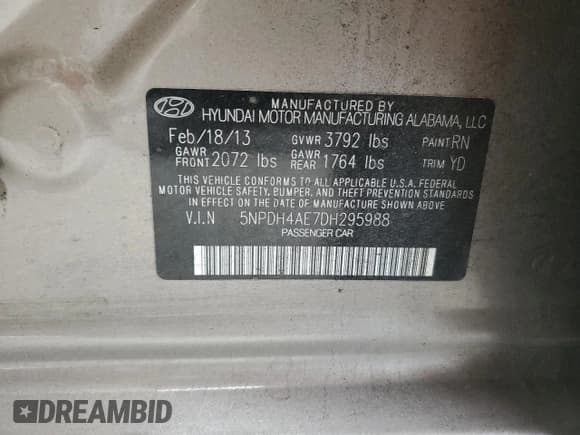 MANUFACTURED BY
HYUNDAI MOTOR MANUFACTURING ALABAMA, LLC
Feb/18/13 GVWR 3792 lbs PAINT RN
GAWR FRONT 2072 lbs GAWR REAR 1764 lbs TRIM YD
THIS VEHICLE CONFORMS TO ALL APPLICABLE U.S.A. FEDERAL
MOTOR VEHICLE SAFETY, BUMPER, AND THEFT PREVENTION STANDARDS
IN EFFECT ON THE DATE OF MANUFACTURE SHOWN ABOVE.
V.I.N 5NPDH4AE7DH295988
PASSENGER CAR
DREAMBID